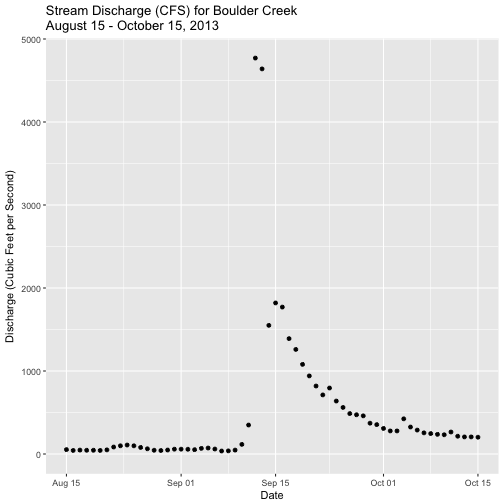 Stream Discharge (CFS) for Boulder Creek
August 15 - October 15, 2013
Discharge (Cubic Feet per Second)
5000
4000
3000
2000
1000
0
Aug 15
Sep 01
Sep 15
Oct 01
Oct 15
Date